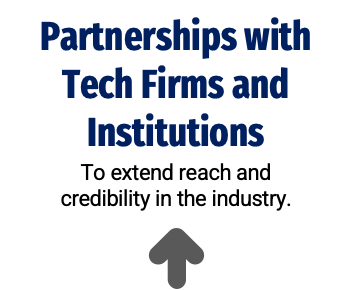 Partnerships with
Tech Firms and
Institutions
To extend reach and
credibility in the industry.